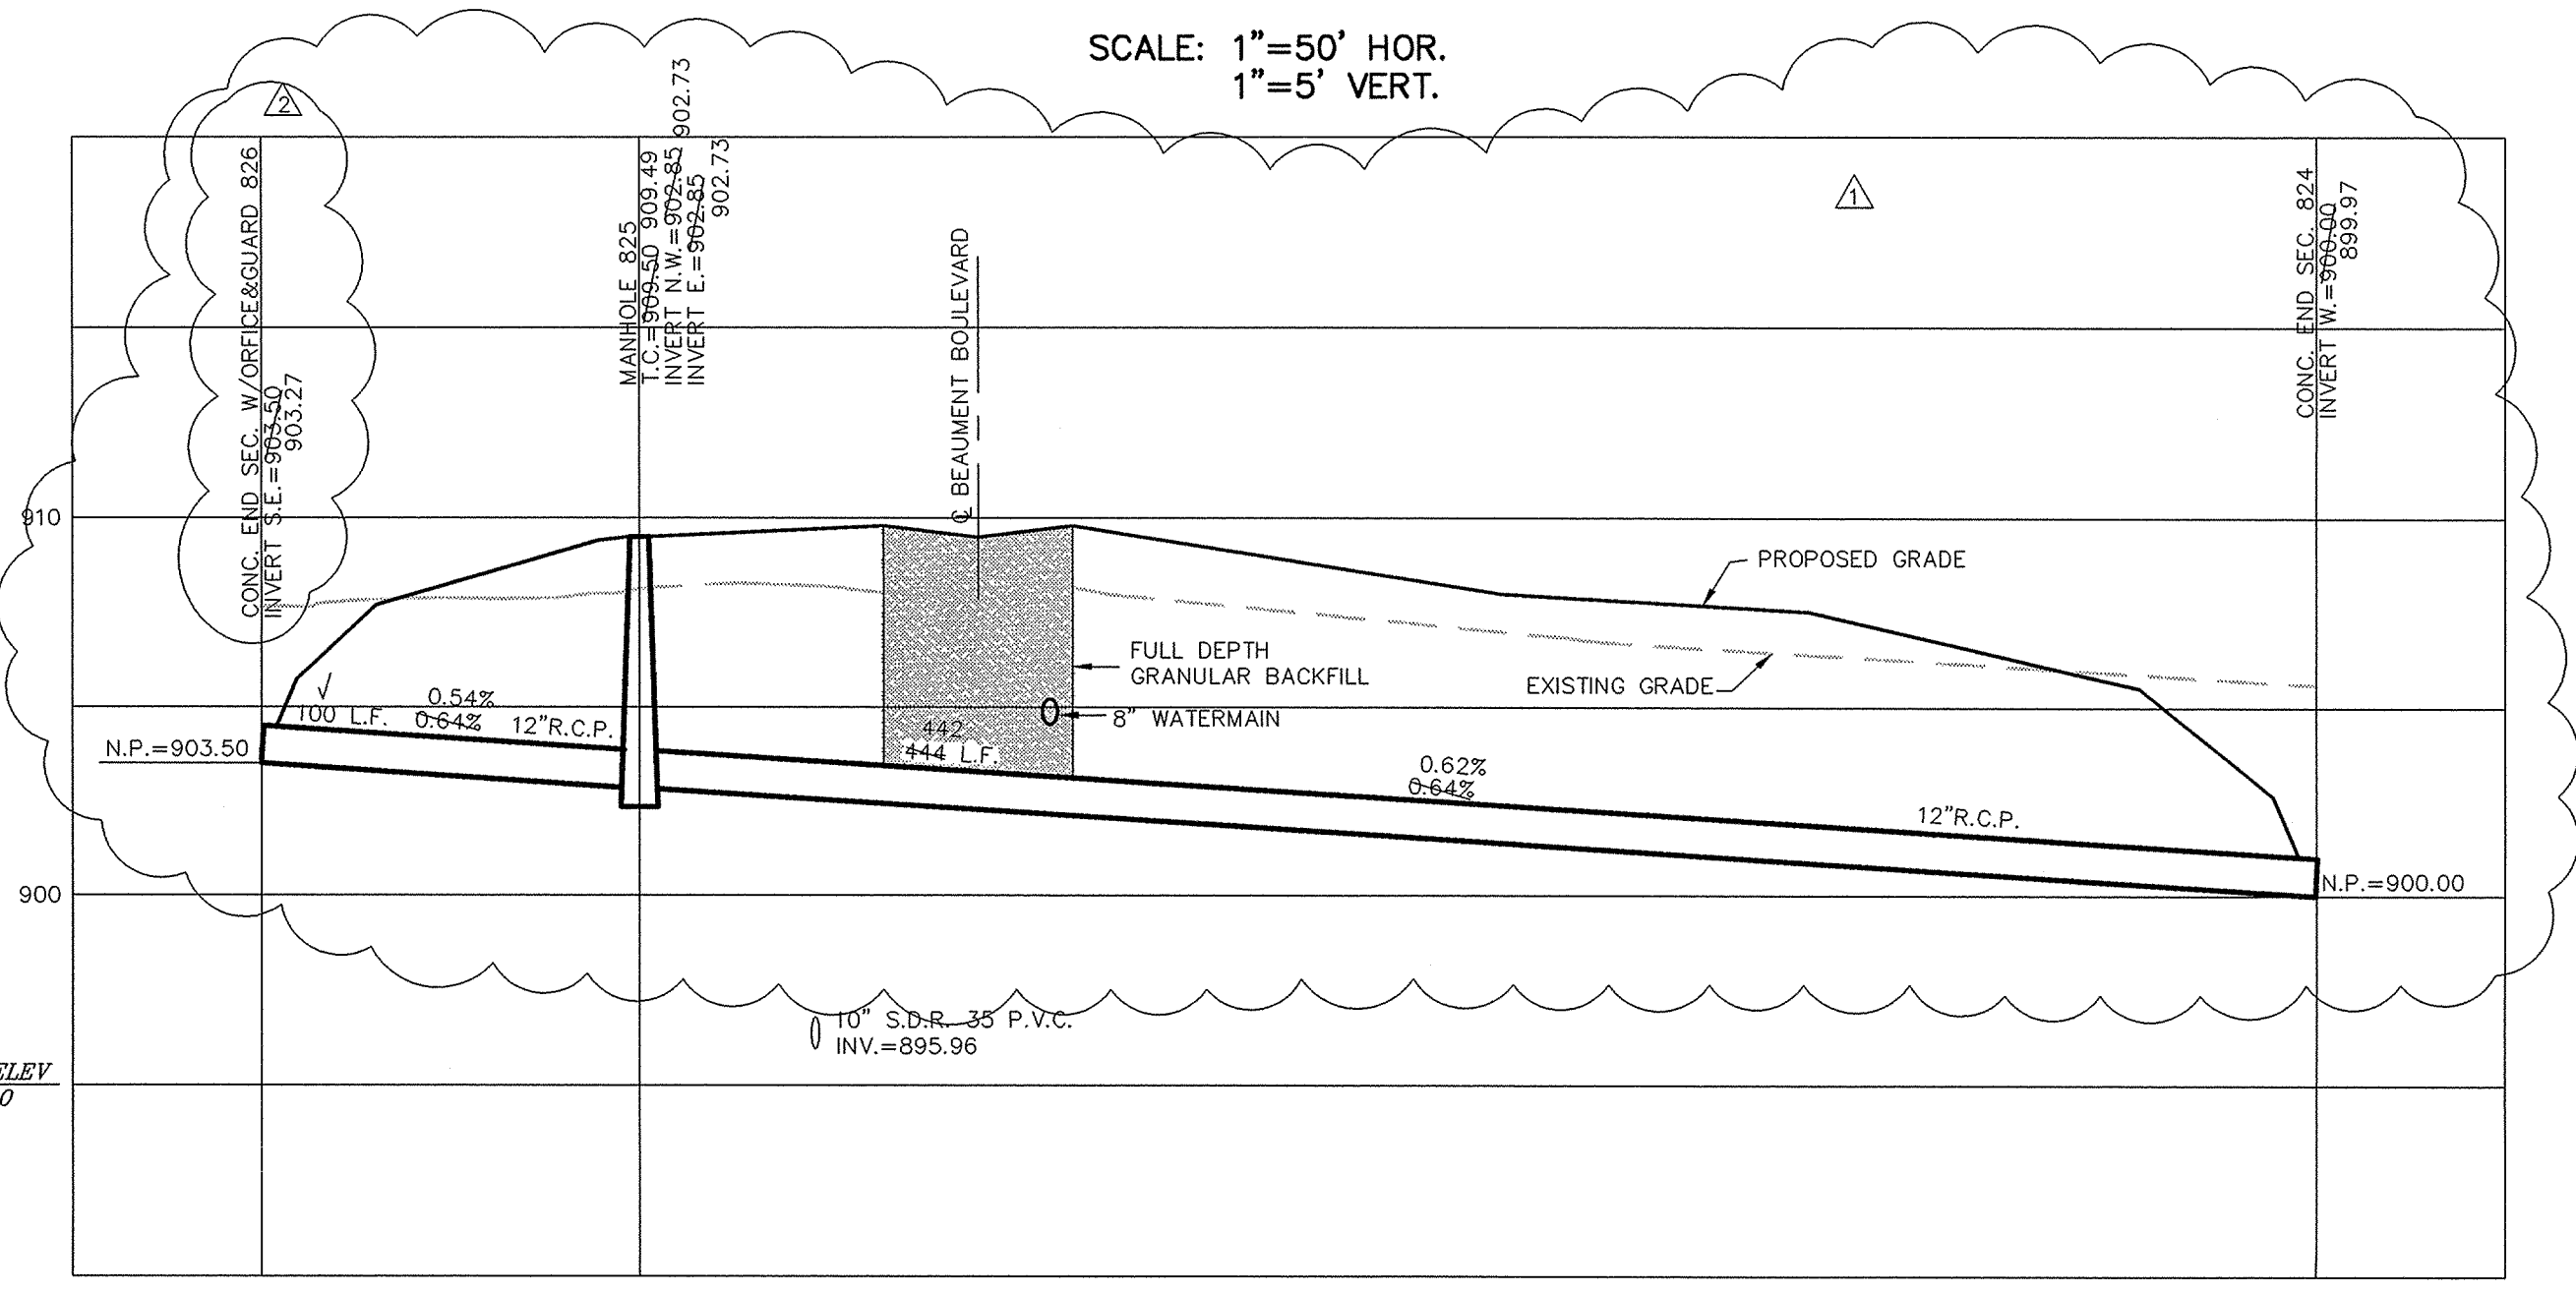 SCALE: 1"=50' HOR.
1"=5' VERT.
2
1
CONC. END SEC. W/ORFICE&GUARD 826
INVERT S.E.=903.50
903.27
MANHOLE 825
T.C.=909.50 909.49
INVERT N.W.=902.85 902.73
INVERT E.=902.85
902.73
℄ BEAUMENT BOULEVARD
CONC. END SEC. 824
INVERT W.=900.00
899.97
910
PROPOSED GRADE
FULL DEPTH
GRANULAR BACKFILL
EXISTING GRADE
8" WATERMAIN
√
0.54%
100 L.F. 0.64% 12"R.C.P.
442
444 L.F.
N.P.=903.50
0.62%
0.64%
12"R.C.P.
900
N.P.=900.00
10" S.D.R. 35 P.V.C.
INV.=895.96
ELEV
0